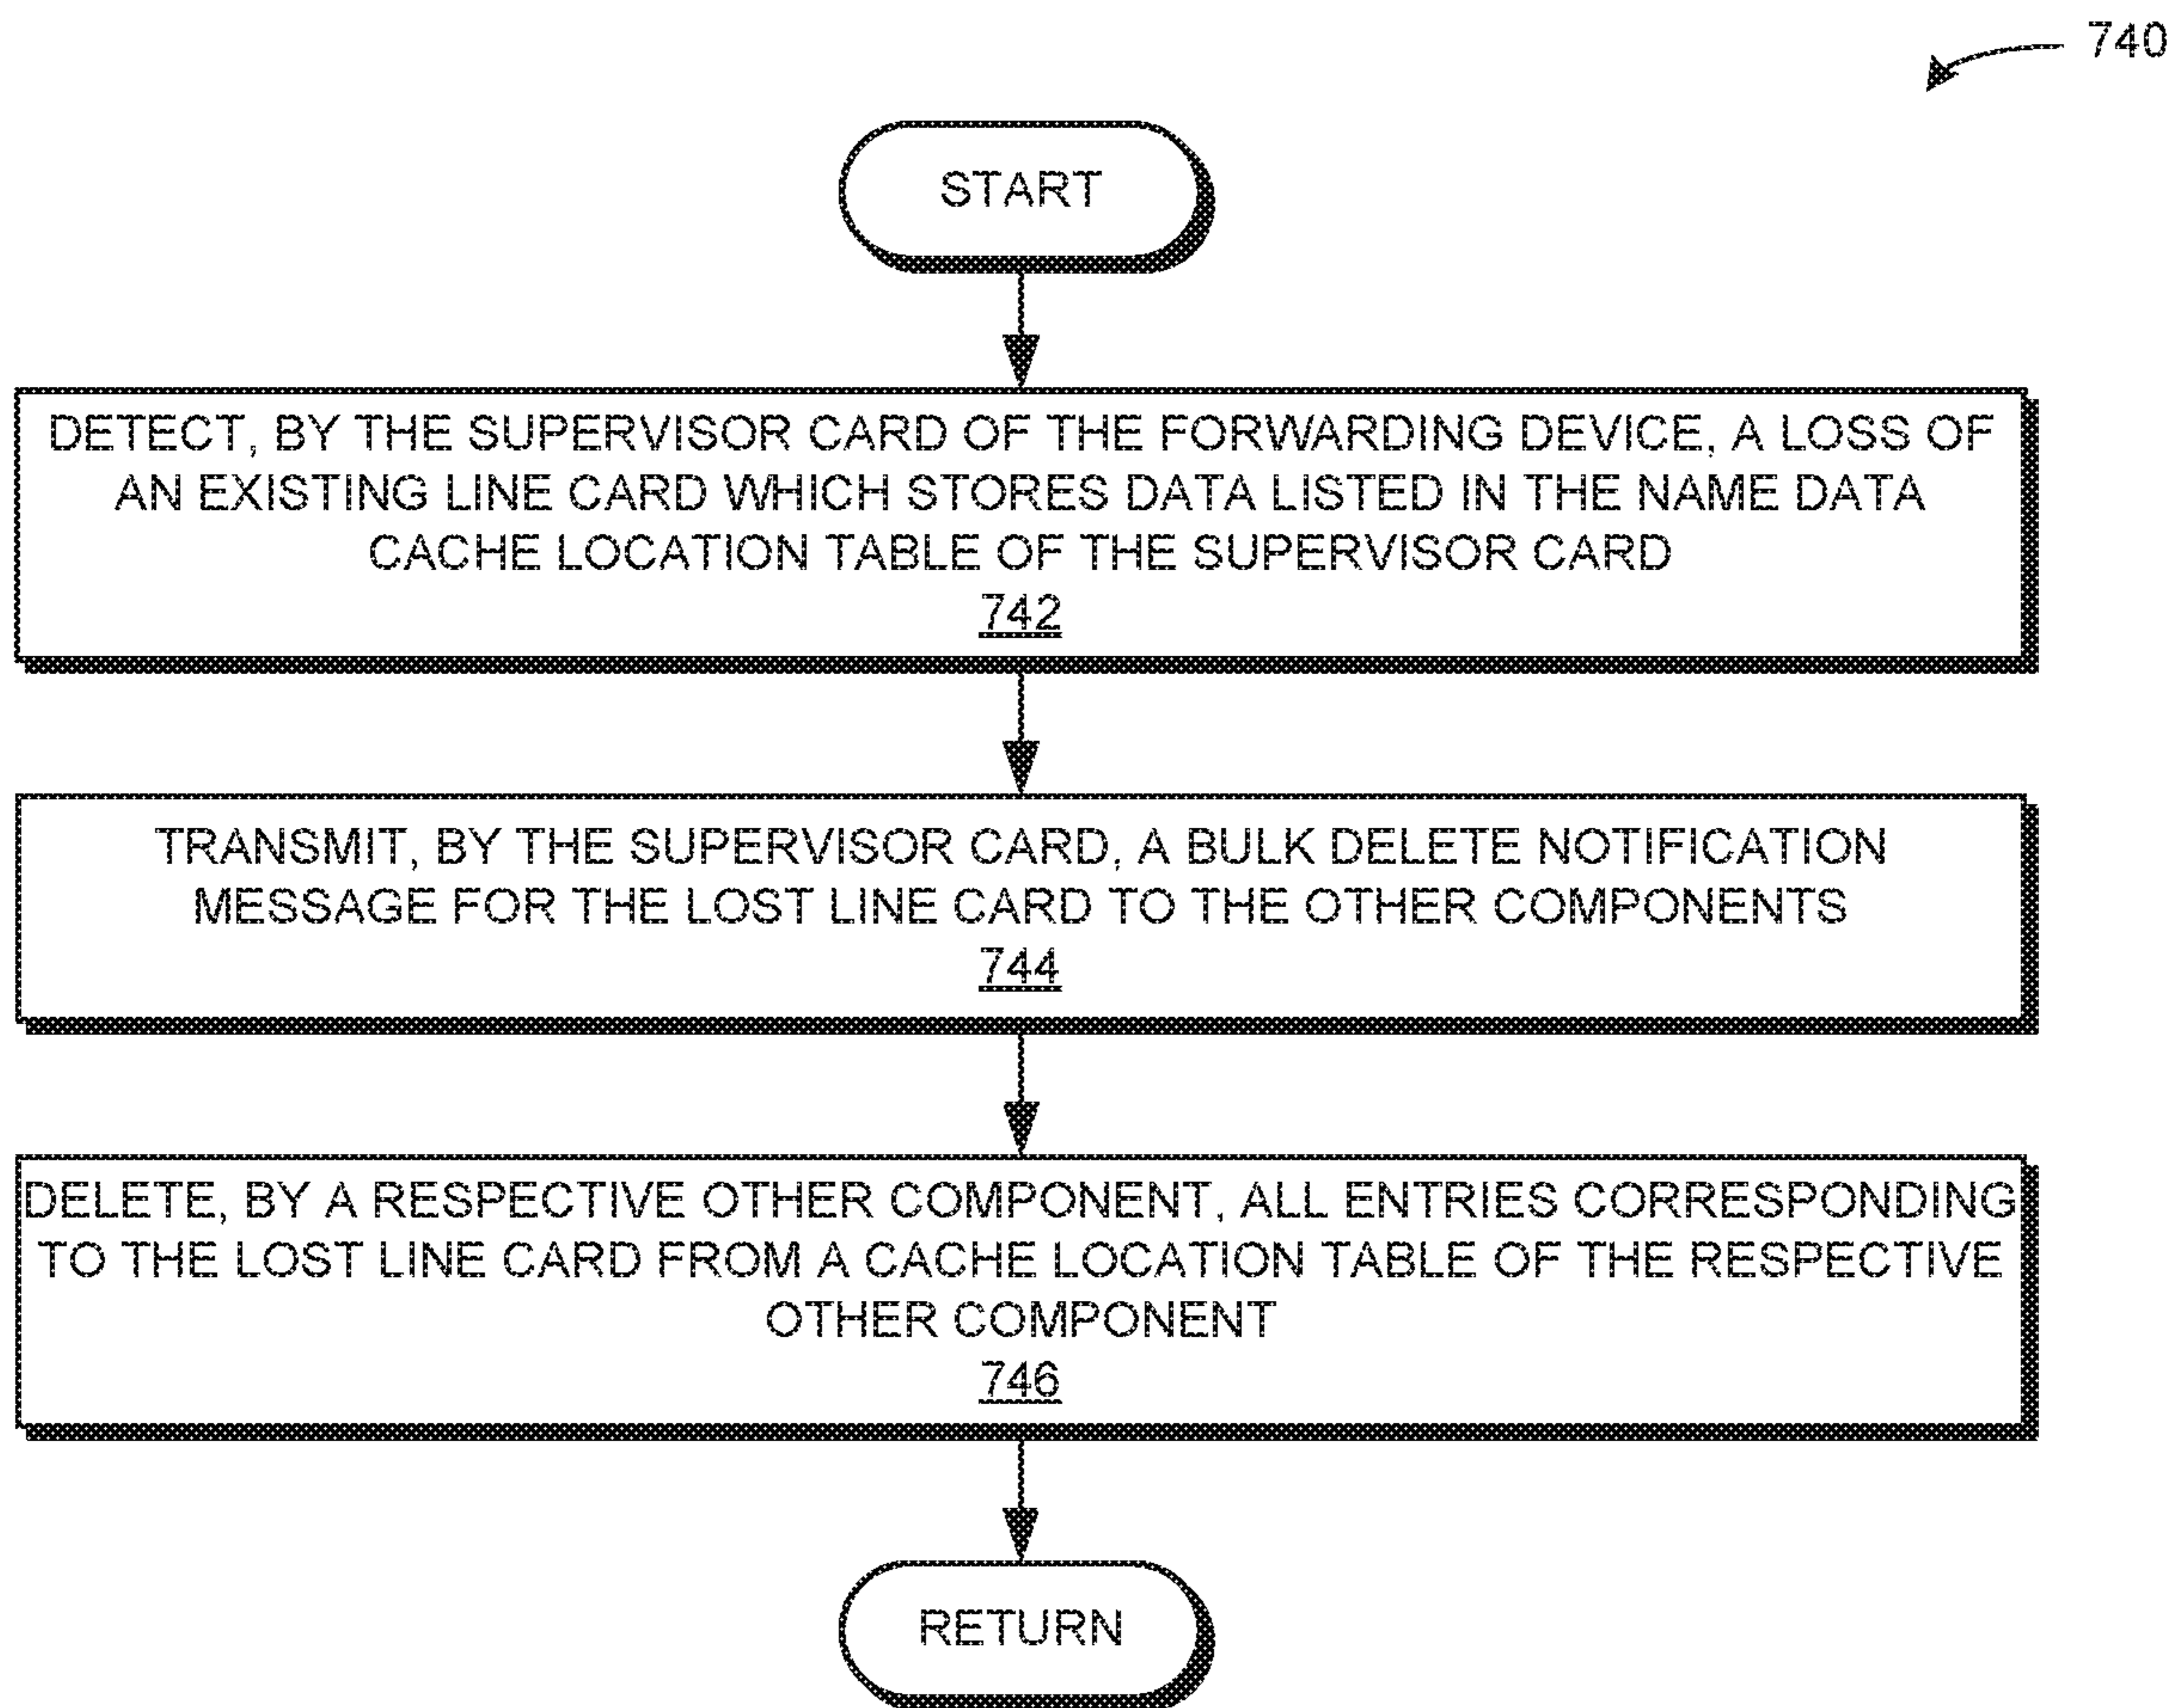 740
START
DETECT, BY THE SUPERVISOR CARD OF THE FORWARDING DEVICE, A LOSS OF
AN EXISTING LINE CARD WHICH STORES DATA LISTED IN THE NAME DATA
CACHE LOCATION TABLE OF THE SUPERVISOR CARD
742
TRANSMIT, BY THE SUPERVISOR CARD, A BULK DELETE NOTIFICATION
MESSAGE FOR THE LOST LINE CARD TO THE OTHER COMPONENTS
744
DELETE, BY A RESPECTIVE OTHER COMPONENT, ALL ENTRIES CORRESPONDING
TO THE LOST LINE CARD FROM A CACHE LOCATION TABLE OF THE RESPECTIVE
OTHER COMPONENT
746
RETURN